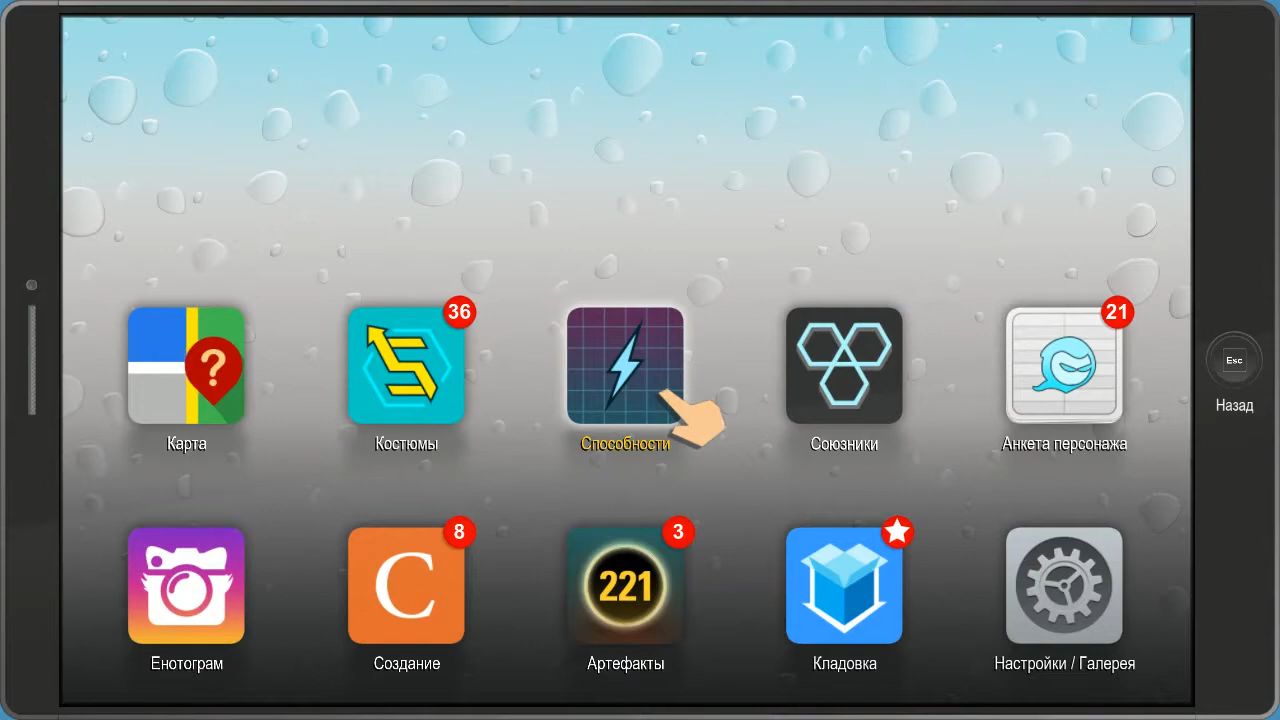 36
21
Esc
Назад
Карта
Костюмы
Способности
Союзники
Анкета персонажа
8
3
C
221
Енотограм
Создание
Артефакты
Кладовка
Настройки / Галерея